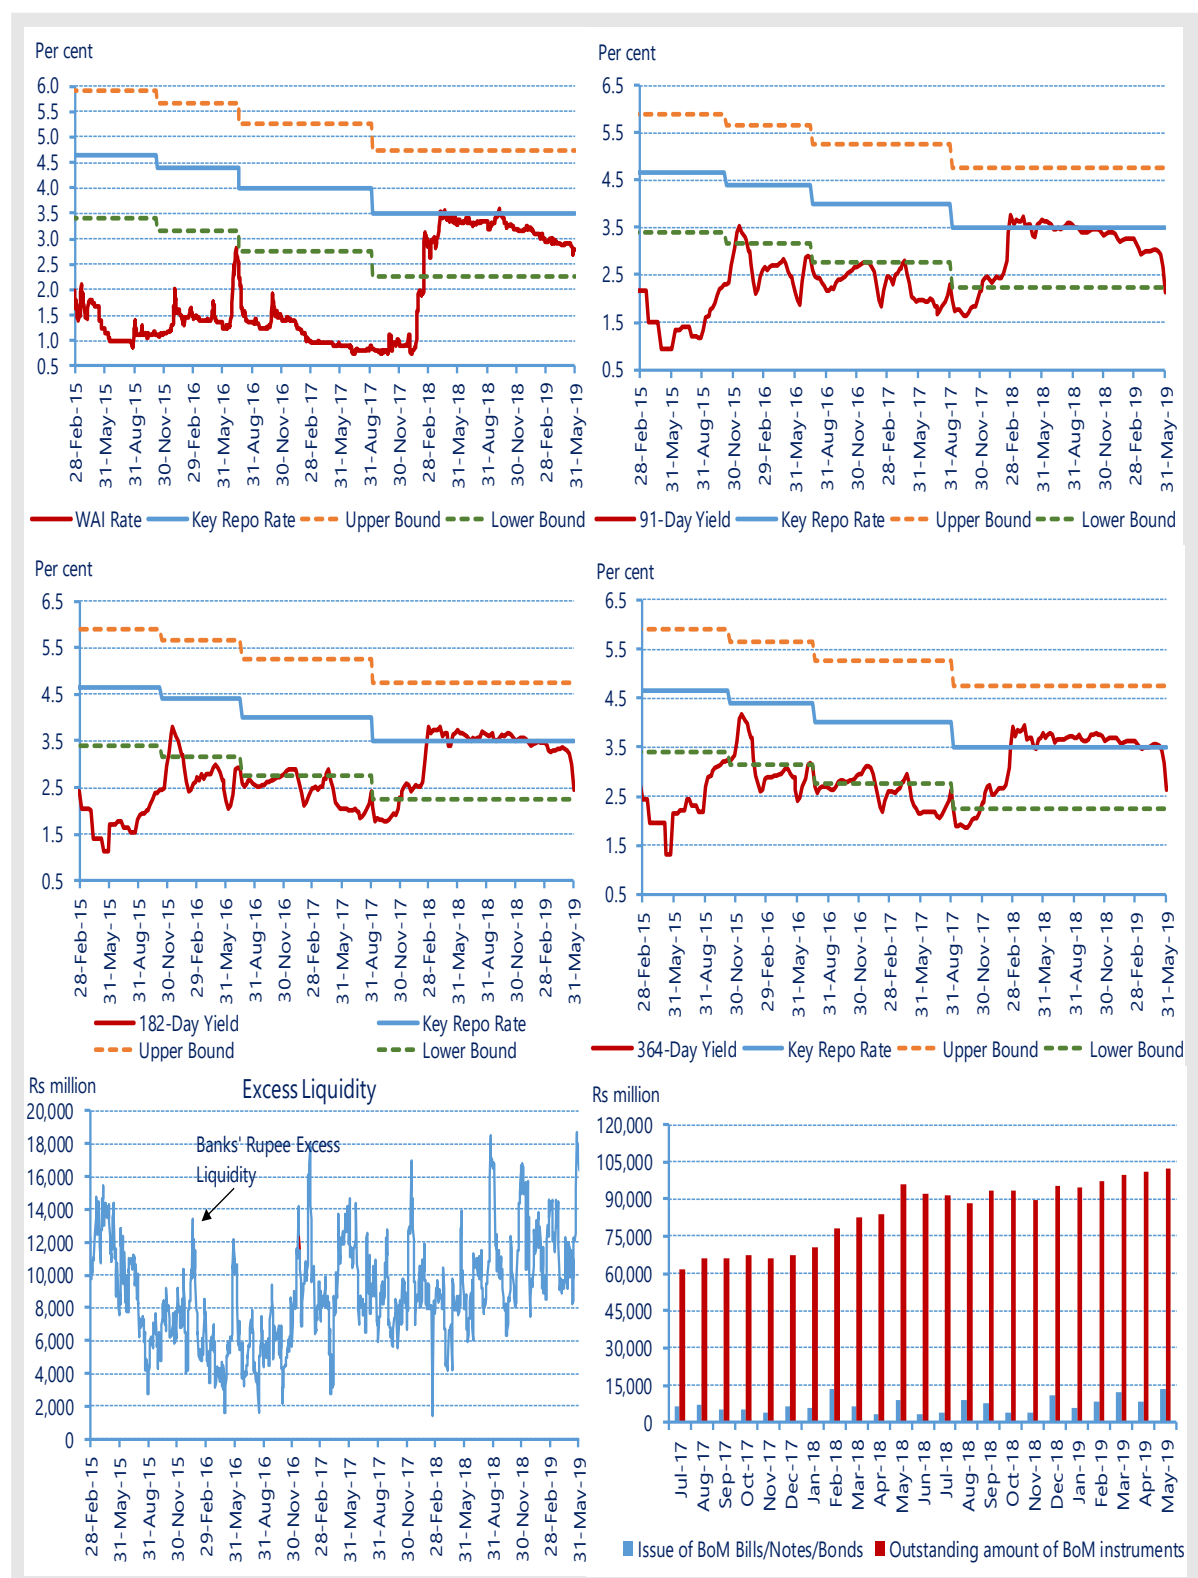 Per cent
6.0
5.5
5.0
4.5
4.0
3.5
3.0
2.5
2.0
1.5
1.0
0.5
28-Feb-15
31-May-15
31-Aug-15
30-Nov-15
29-Feb-16
31-May-16
31-Aug-16
30-Nov-16
28-Feb-17
31-May-17
31-Aug-17
30-Nov-17
28-Feb-18
31-May-18
31-Aug-18
30-Nov-18
28-Feb-19
31-May-19
WAI Rate Key Repo Rate Upper Bound Lower Bound
Per cent
6.5
5.5
4.5
3.5
2.5
1.5
0.5
28-Feb-15
31-May-15
31-Aug-15
30-Nov-15
29-Feb-16
31-May-16
31-Aug-16
30-Nov-16
28-Feb-17
31-May-17
31-Aug-17
30-Nov-17
28-Feb-18
31-May-18
31-Aug-18
30-Nov-18
28-Feb-19
31-May-19
91-Day Yield Key Repo Rate Upper Bound Lower Bound
Per cent
6.5
5.5
4.5
3.5
2.5
1.5
0.5
28-Feb-15
31-May-15
31-Aug-15
30-Nov-15
29-Feb-16
31-May-16
31-Aug-16
30-Nov-16
28-Feb-17
31-May-17
31-Aug-17
30-Nov-17
28-Feb-18
31-May-18
31-Aug-18
30-Nov-18
28-Feb-19
31-May-19
182-Day Yield Key Repo Rate
Upper Bound Lower Bound
Per cent
6.5
5.5
4.5
3.5
2.5
1.5
0.5
28-Feb-15
31-May-15
31-Aug-15
30-Nov-15
29-Feb-16
31-May-16
31-Aug-16
30-Nov-16
28-Feb-17
31-May-17
31-Aug-17
30-Nov-17
28-Feb-18
31-May-18
31-Aug-18
30-Nov-18
28-Feb-19
31-May-19
364-Day Yield Key Repo Rate Upper Bound Lower Bound
Rs million
Excess Liquidity
20,000
18,000
16,000
14,000
12,000
10,000
8,000
6,000
4,000
2,000
0
Banks' Rupee Excess
Liquidity
28-Feb-15
31-May-15
31-Aug-15
30-Nov-15
29-Feb-16
31-May-16
31-Aug-16
30-Nov-16
28-Feb-17
31-May-17
31-Aug-17
30-Nov-17
28-Feb-18
31-May-18
31-Aug-18
30-Nov-18
28-Feb-19
31-May-19
Rs million
120,000
105,000
90,000
75,000
60,000
45,000
30,000
15,000
0
Jul-17
Aug-17
Sep-17
Oct-17
Nov-17
Dec-17
Jan-18
Feb-18
Mar-18
Apr-18
May-18
Jun-18
Jul-18
Aug-18
Sep-18
Oct-18
Nov-18
Dec-18
Jan-19
Feb-19
Mar-19
Apr-19
May-19
Issue of BoM Bills/Notes/Bonds Outstanding amount of BoM instruments